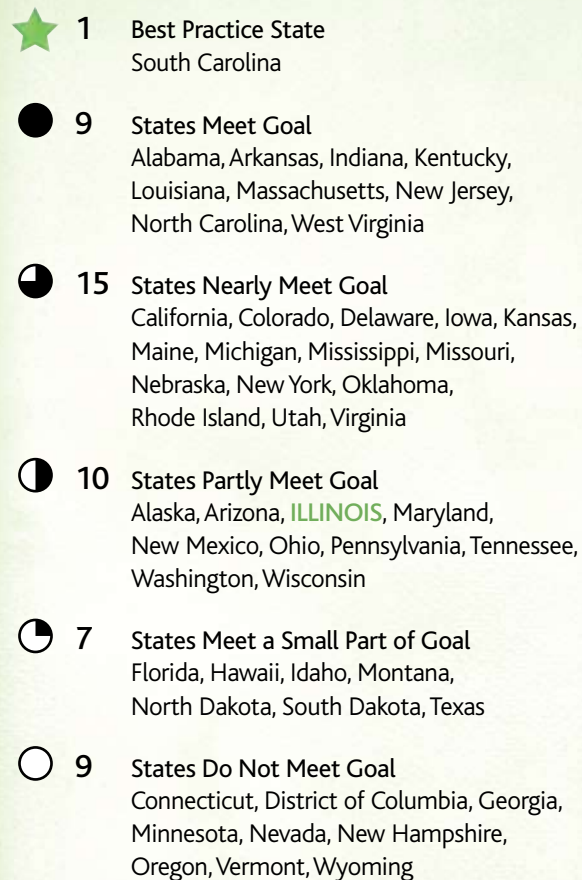 1 Best Practice State
South Carolina
9 States Meet Goal
Alabama, Arkansas, Indiana, Kentucky,
Louisiana, Massachusetts, New Jersey,
North Carolina, West Virginia
15 States Nearly Meet Goal
California, Colorado, Delaware, Iowa, Kansas,
Maine, Michigan, Mississippi, Missouri,
Nebraska, New York, Oklahoma,
Rhode Island, Utah, Virginia
10 States Partly Meet Goal
Alaska, Arizona, ILLINOIS, Maryland,
New Mexico, Ohio, Pennsylvania, Tennessee,
Washington, Wisconsin
7 States Meet a Small Part of Goal
Florida, Hawaii, Idaho, Montana,
North Dakota, South Dakota, Texas
9 States Do Not Meet Goal
Connecticut, District of Columbia, Georgia,
Minnesota, Nevada, New Hampshire,
Oregon, Vermont, Wyoming